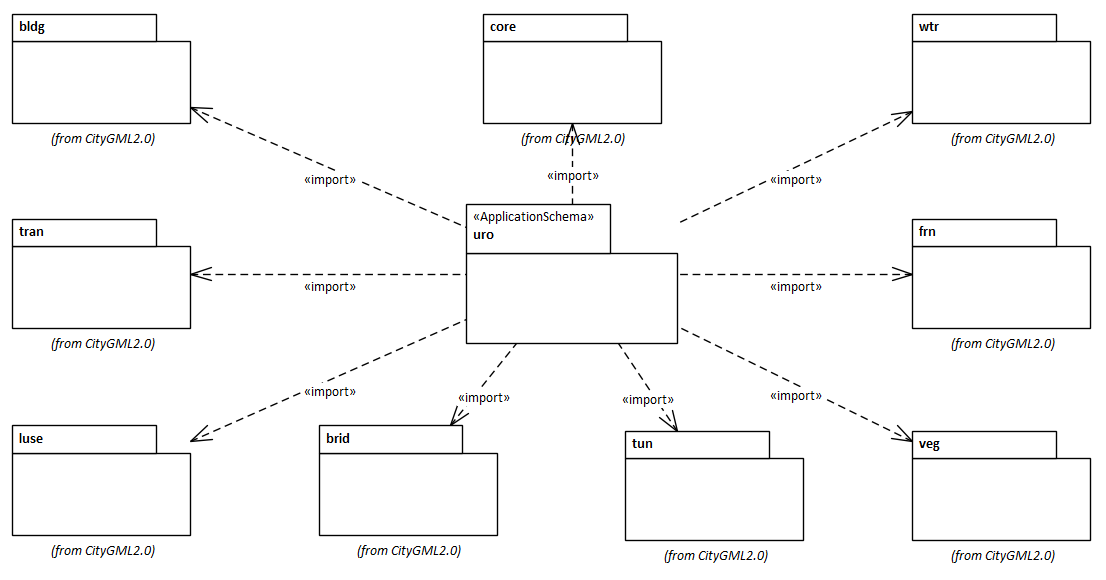 bldg
core
wtr
(from CityGML2.0)
(from CityGML2.0)
(from CityGML2.0)
«import»
«import»
«import»
«ApplicationSchema»
uro
tran
frn
«import»
«import»
(from CityGML2.0)
(from CityGML2.0)
«import»
«import»
«import»
«import»
luse
brid
tun
veg
(from CityGML2.0)
(from CityGML2.0)
(from CityGML2.0)
(from CityGML2.0)